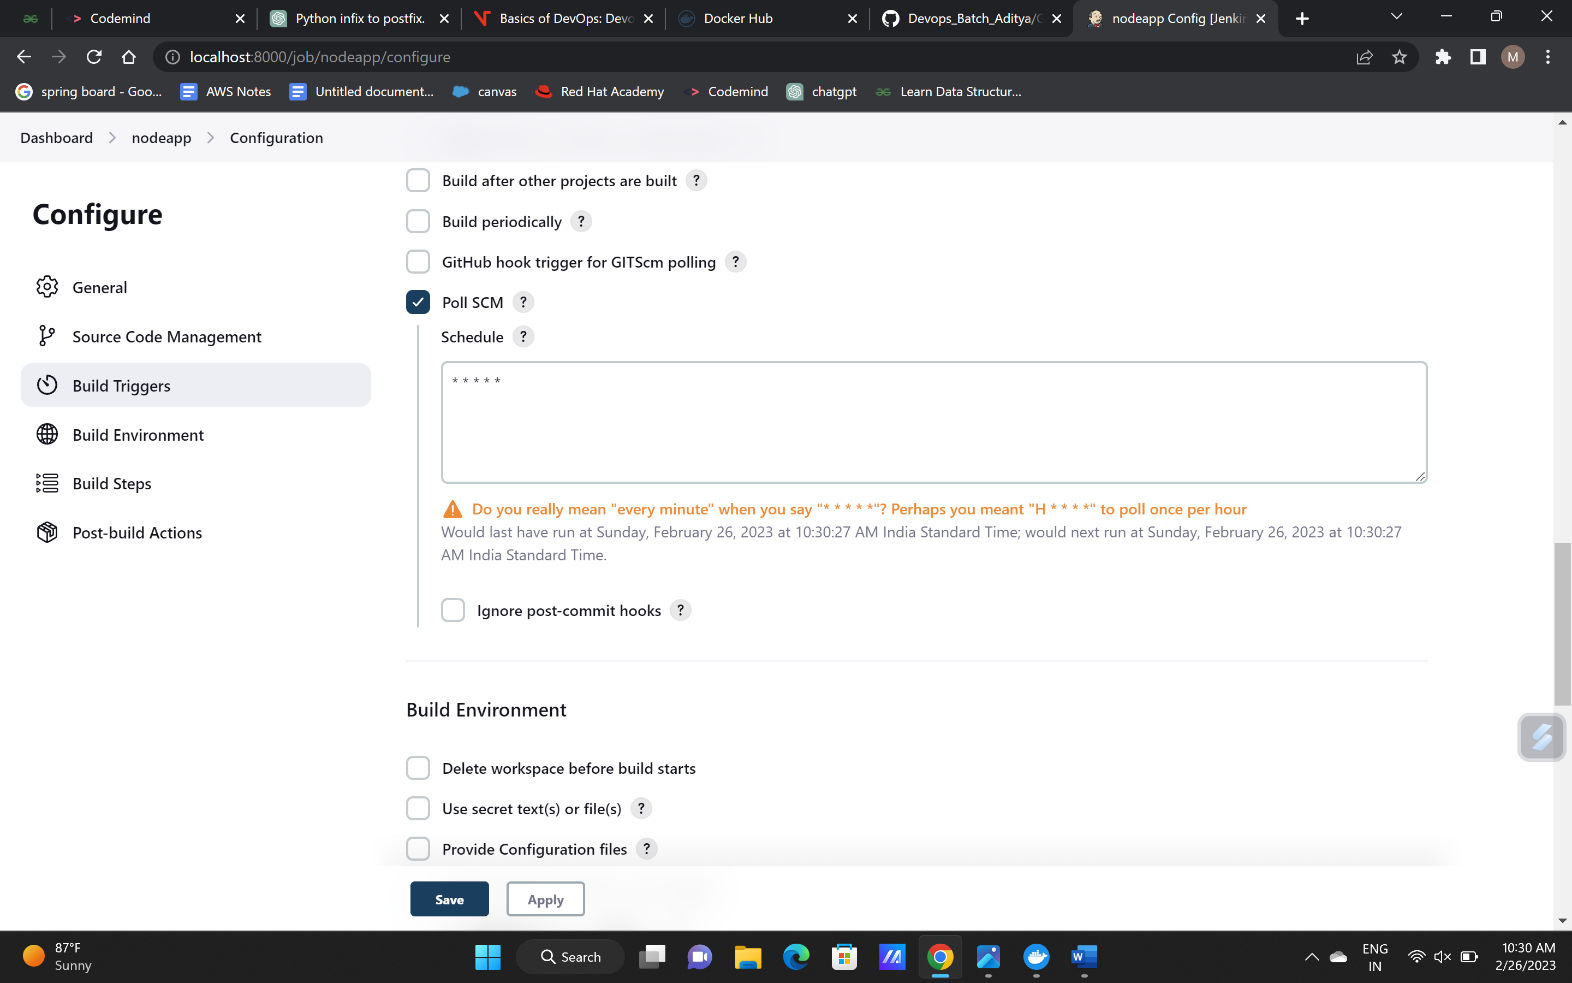 Codemind
Python infix to postfix.
Basics of DevOps: Devo
Docker Hub
Devops_Batch_Aditya/
nodeapp Config [Jenkin
localhost:8000/job/nodeapp/configure
M
spring board - Goo...
AWS Notes
Untitled document...
canvas
Red Hat Academy
Codemind
chatgpt
Learn Data Structur...
Dashboard
nodeapp
Configuration
Configure
General
Source Code Management
Build Triggers
Build Environment
Build Steps
Post-build Actions
Build after other projects are built ?
Build periodically ?
GitHub hook trigger for GITScm polling ?
Poll SCM ?
Schedule ?
* * * * *
Do you really mean "every minute" when you say "* * * * *"? Perhaps you meant "H * * * *" to poll once per hour
Would last have run at Sunday, February 26, 2023 at 10:30:27 AM India Standard Time; would next run at Sunday, February 26, 2023 at 10:30:27
AM India Standard Time.
Ignore post-commit hooks ?
Build Environment
Delete workspace before build starts
Use secret text(s) or file(s) ?
Provide Configuration files ?
Save
Apply
87°F
Sunny
Search
ENG
IN
10:30 AM
2/26/2023